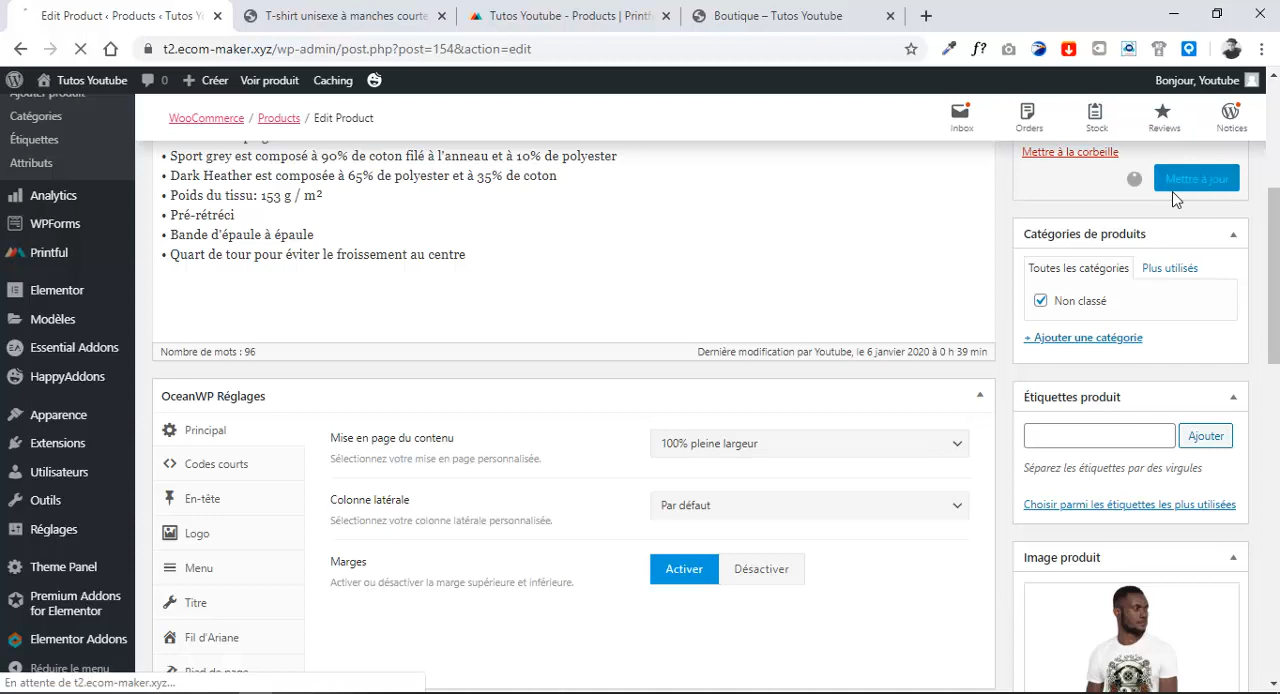 Edit Product ‹ Products ‹ Tutos Y
T-shirt unisexe à manches courte
Tutos Youtube - Products | Printf
Boutique – Tutos Youtube
t2.ecom-maker.xyz/wp-admin/post.php?post=154&action=edit
f?
Tutos Youtube
0
Créer
Voir produit
Caching
Bonjour, Youtube
Ajouter produit
Catégories
Étiquettes
Attributs
Analytics
WPForms
Printful
Elementor
Modèles
Essential Addons
HappyAddons
Apparence
Extensions
Utilisateurs
Outils
Réglages
Theme Panel
Premium Addons
for Elementor
Elementor Addons
Réduire le menu
WooCommerce / Products / Edit Product
Inbox
Orders
Stock
Reviews
Notices
• Sport grey est composé à 90% de coton filé à l'anneau et à 10% de polyester
• Dark Heather est composée à 65% de polyester et à 35% de coton
• Poids du tissu: 153 g / m²
• Pré-rétréci
• Bande d'épaule à épaule
• Quart de tour pour éviter le froissement au centre
Nombre de mots : 96
Dernière modification par Youtube, le 6 janvier 2020 à 0 h 39 min
OceanWP Réglages
Principal
Codes courts
En-tête
Logo
Menu
Titre
Fil d'Ariane
Pied de page
Mise en page du contenu
Sélectionnez votre mise en page personnalisée.
100% pleine largeur
Colonne latérale
Sélectionnez votre colonne latérale personnalisée.
Par défaut
Marges
Activer ou désactiver la marge supérieure et inférieure.
Activer
Désactiver
Mettre à la corbeille
Mettre à jour
Catégories de produits
Toutes les catégories
Plus utilisés
Non classé
+ Ajouter une catégorie
Étiquettes produit
Ajouter
Séparez les étiquettes par des virgules
Choisir parmi les étiquettes les plus utilisées
Image produit
En attente de t2.ecom-maker.xyz...